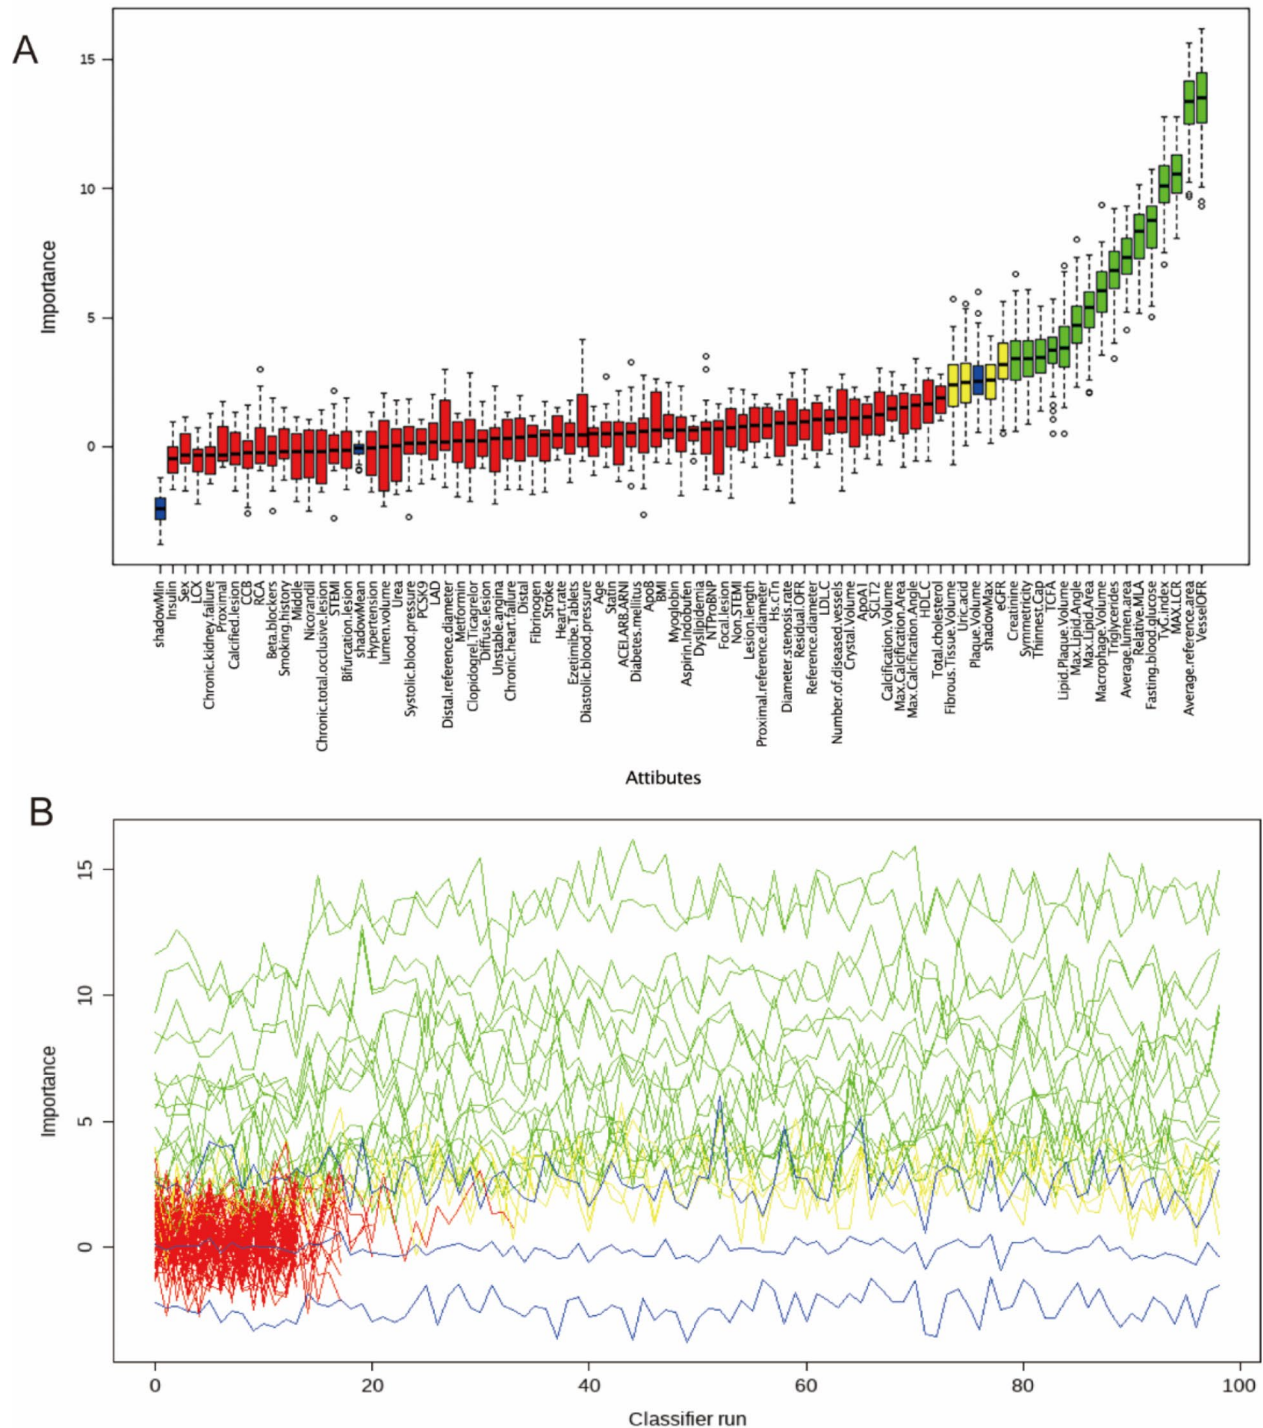 A
15
10
5
0
Importance
shadowMin
Insulin
Sex
LCX
Chronic.kidney.failure
Proximal
Calcified.lesion
CCB
RCA
Beta.blockers
Smoking.history
Middle
Nicorandil
Chronic.total.occlusive.lesion
STEMI
Bifurcation.lesion
shadowMean
Hypertension
lumen.volume
Urea
Systolic.blood.pressure
PCSK9
LAD
Distal.reference.diameter
Metformin
Clopidogrel_Ticagrelor
Diffuse.lesion
Unstable.angina
Chronic.heart.failure
Distal
Fibrinogen
Stroke
Heart.rate
Ezetimibe.Tablets
Diastolic.blood.pressure
Age
Statin
ACEI.ARB.ARNI
Diabetes.mellitus
ApoB
BMI
Myoglobin
Aspirin.Indobufen
Dyslipidemia
NTProBNP
Focal.lesion
Non.STEMI
Lesion.length
Proximal.reference.diameter
Hs.cTn
Diameter.stenosis.rate
Residual.OFR
Reference.diameter
LDL.C
Number.of.diseased.vessels
Crystal.Volume
ApoA1
SGLT2
Calcification.Volume
Max.Calcification.Area
Max.Calcification.Angle
HDL.C
Total.cholesterol
Fibrous.Tissue.Volume
Uric.acid
Plaque.Volume
shadowMax
eGFR
Creatinine
Symmetricity
Thinnest.Cap
TCFA
Lipid.Plaque.Volume
Max.Lipid.Angle
Max.Lipid.Area
Macrophage.Volume
Triglycerides
Average.lumen.area
Relative.MLA
Fasting.blood.glucose
TyG.index
MAX.LCR
Average.reference.area
VesselOFR
Attibutes
B
15
10
5
0
Importance
0 20 40 60 80 100
Classifier run